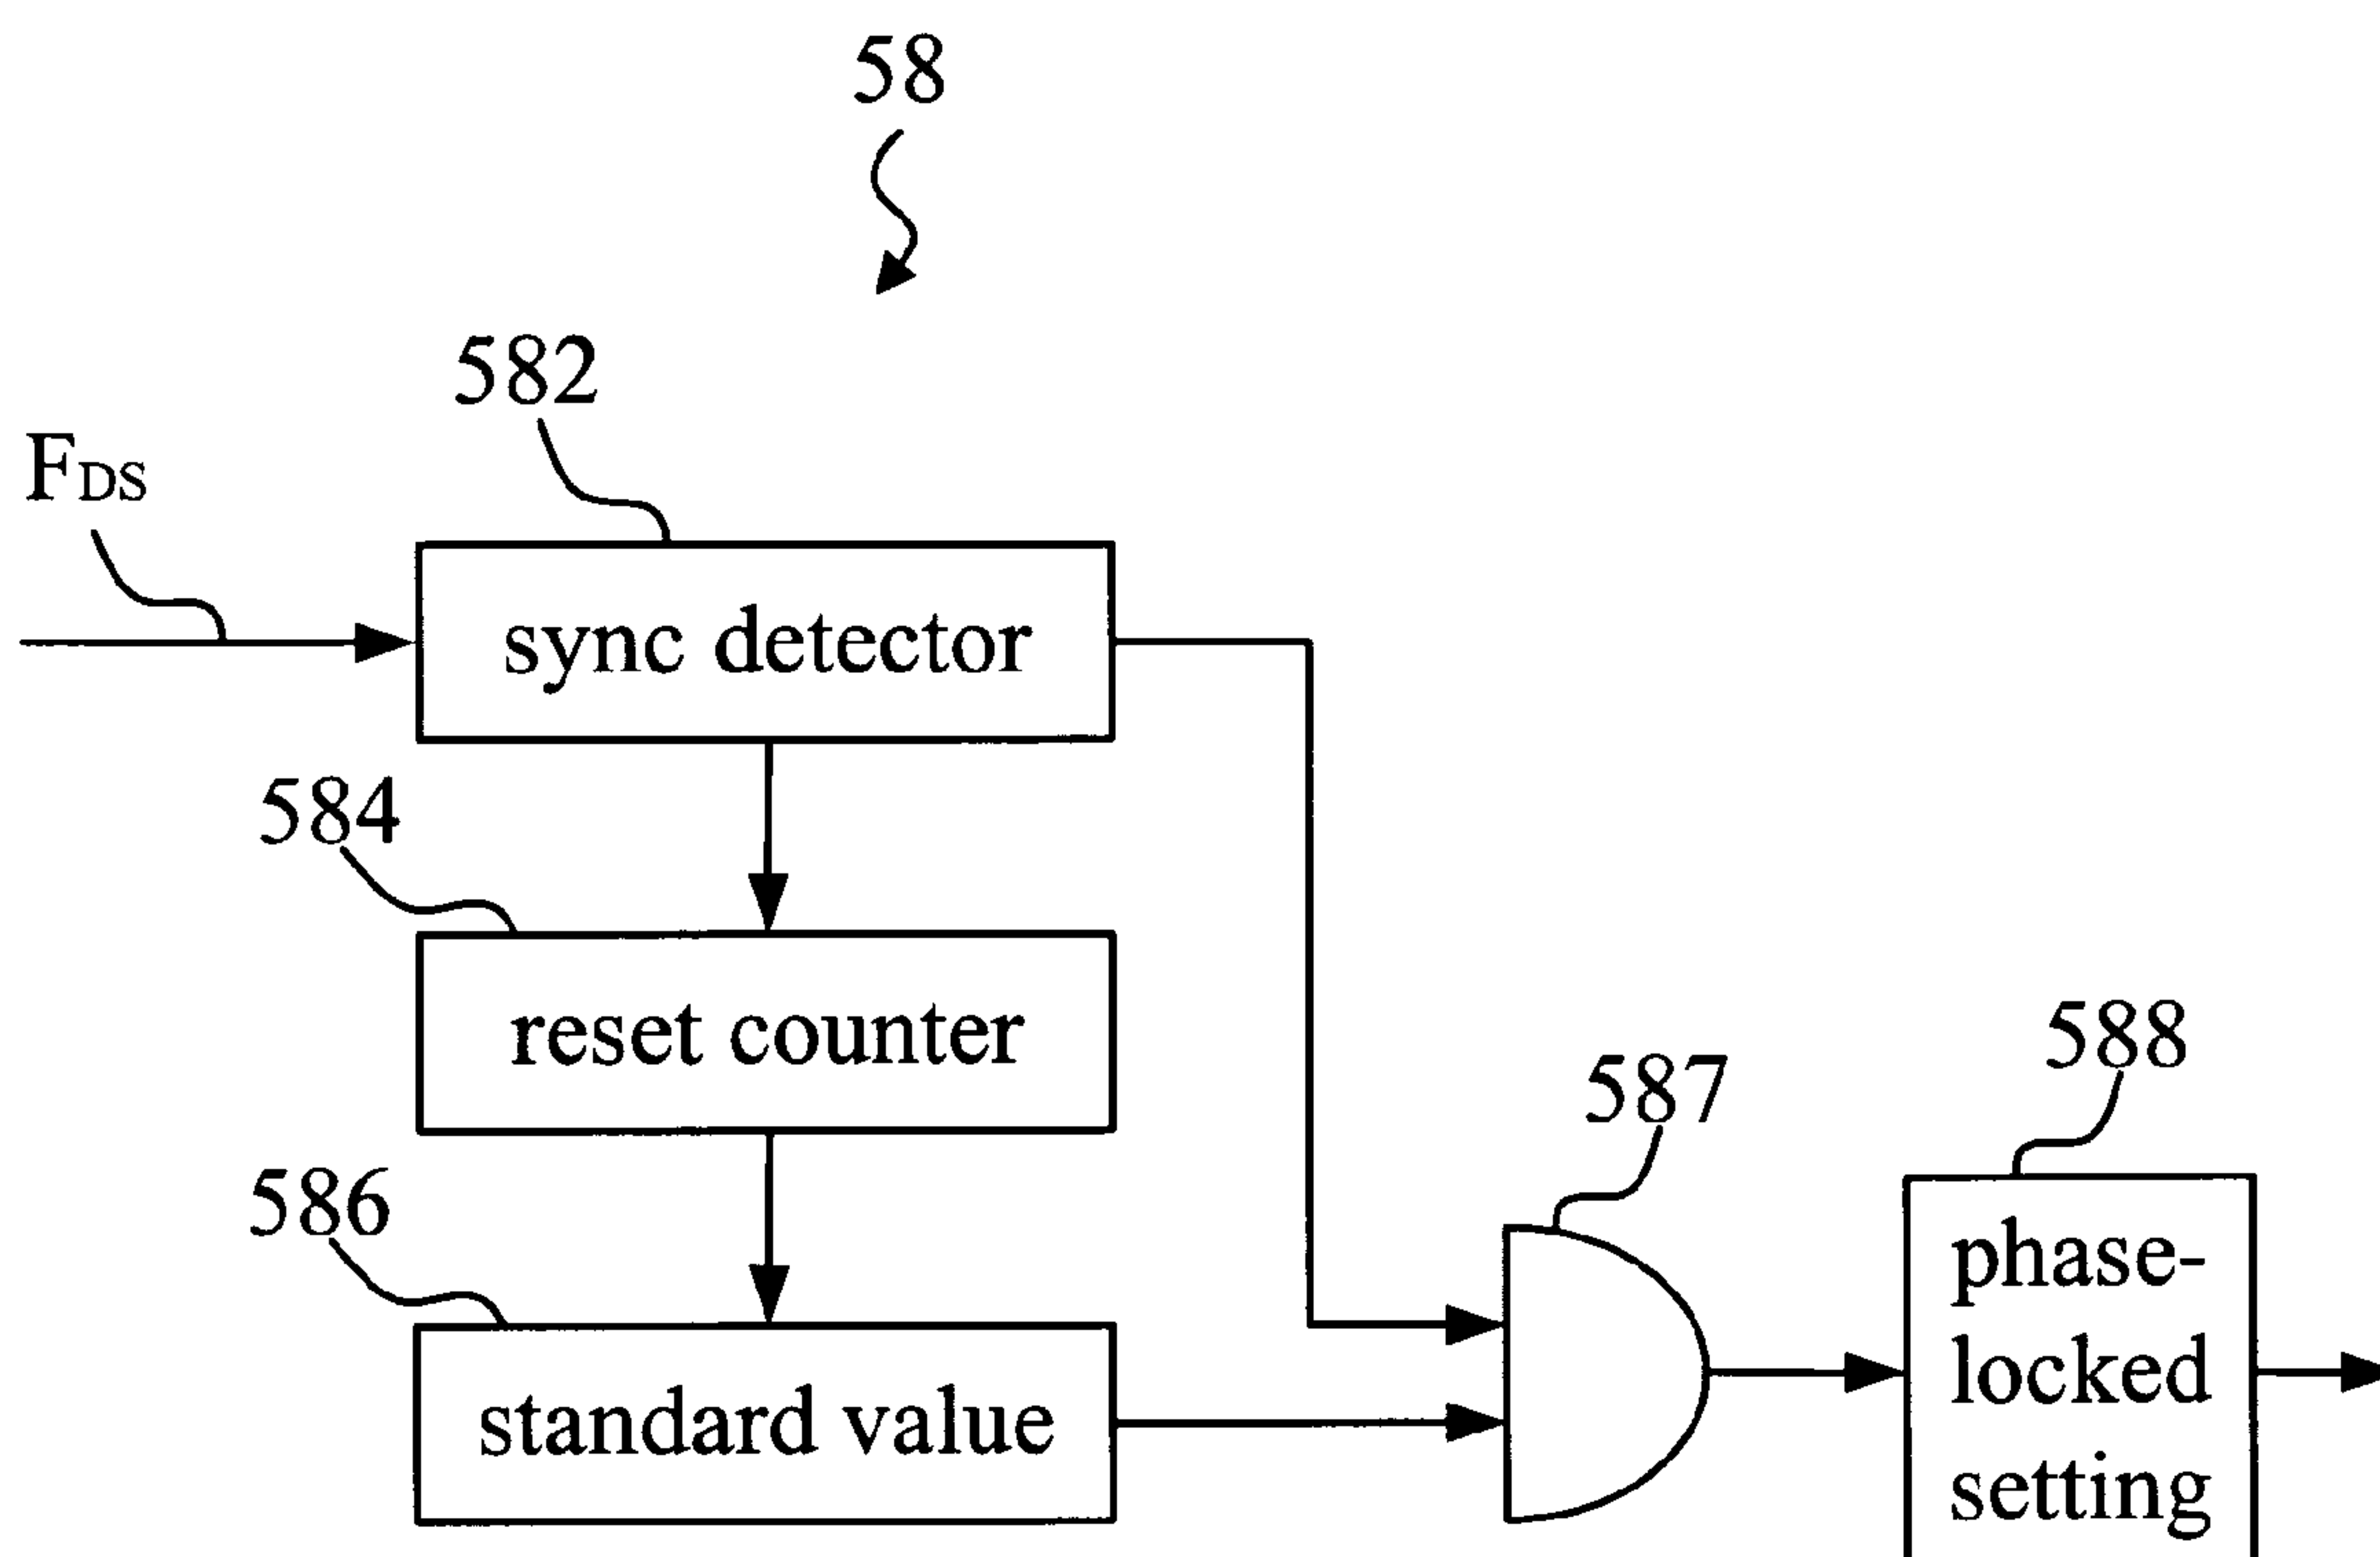 58
582
FDS
sync detector
584
reset counter
588
587
586
phase-
locked
setting
standard value